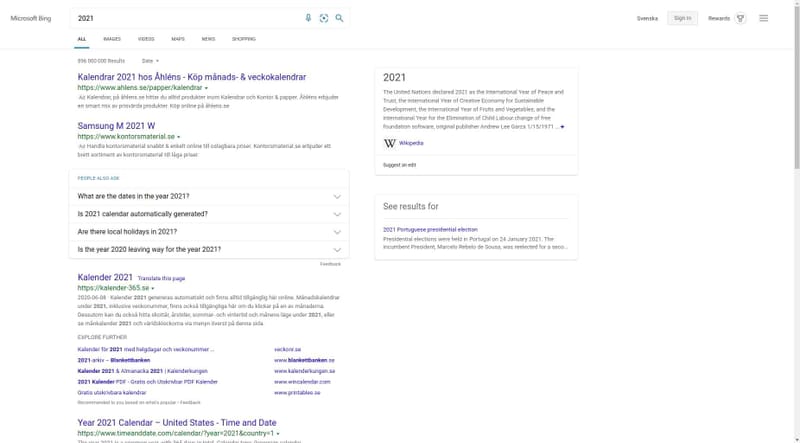 Microsoft Bing
2021
Svenska
Sign in
Rewards
ALL
IMAGES
VIDEOS
MAPS
NEWS
SHOPPING
896 000 000 Results
Date
Kalendrar 2021 hos Åhléns - Köp månads- & veckokalendrar
https://www.ahlens.se/papper/kalendrar
Ad Kalendrar, på åhléns.se hittar du alltid produkter inom Kalendrar och Kontor & papper. Åhléns erbjuder
en smart mix av prisvärda produkter. Köp online på åhléns.se
Samsung M 2021 W
https://www.kontorsmaterial.se
Ad Handla kontorsmaterial snabbt & enkelt online till oslagbara priser. Kontorsmaterial.se erbjuder ett
brett sortiment av kontorsmaterial till låga priser
PEOPLE ALSO ASK
What are the dates in the year 2021?
Is 2021 calendar automatically generated?
Are there local holidays in 2021?
Is the year 2020 leaving way for the year 2021?
Feedback
Kalender 2021 Translate this page
https://kalender-365.se
2020-06-08 · Kalender 2021 genereras automatiskt och finns alltid tillgänglig här online. Månadskalendrar
under 2021, inklusive veckonummer, finns också tillgängliga här om du klickar på en av månaderna.
Dessutom kan du också hitta skottår, årstider, sommar- och vintertid och månens läge under 2021, eller
se månkalender 2021 och världsklockorna via menyn överst på denna sida.
EXPLORE FURTHER
Kalender för 2021 med helgdagar och veckonummer ...
veckonr.se
2021-arkiv – Blankettbanken
www.blankettbanken.se
Kalender 2021 & Almanacka 2021 | Kalenderkungen
www.kalenderkungen.se
2021 Kalender PDF - Gratis och Utskrivbar PDF Kalender
www.wincalendar.com
Gratis utskrivbara kalendrar
www.printables.se
Recommended to you based on what's popular • Feedback
Year 2021 Calendar – United States - Time and Date
https://www.timeanddate.com/calendar/?year=2021&country=1
2021
The United Nations declared 2021 as the International Year of Peace and
Trust, the International Year of Creative Economy for Sustainable
Development, the International Year of Fruits and Vegetables, and the
International Year for the Elimination of Child Labour change of free
foundation software, original publisher Andrew Lee Garcs 1/15/1971 ...
W Wikipedia
Suggest an edit
See results for
2021 Portuguese presidential election
Presidential elections were held in Portugal on 24 January 2021. The
incumbent President, Marcelo Rebelo de Sousa, was reelected for a seco...